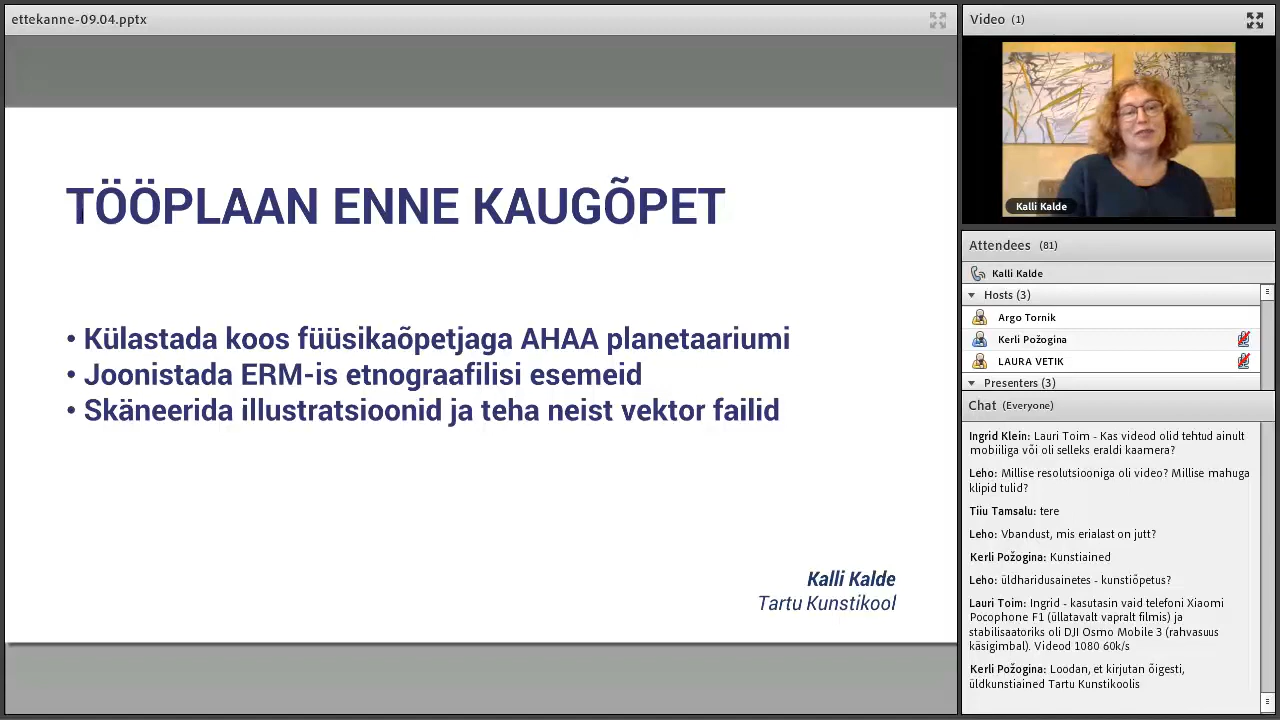 ettekanne-09.04.pptx
TÖÖPLAAN ENNE KAUGÕPET
• Külastada koos füüsikaõpetjaga AHAA planetaariumi
• Joonistada ERM-is etnograafilisi esemeid
• Skäneerida illustratsioonid ja teha neist vektor failid
Kalli Kalde
Tartu Kunstikool
Video (1)
Kalli Kalde
Attendees (81)
Kalli Kalde
Hosts (3)
Argo Tornik
Kerli Požogina
LAURA VETIK
Presenters (3)
Chat (Everyone)
Ingrid Klein: Lauri Toim - Kas videod olid tehtud ainult
mobiiliga või oli selleks eraldi kaamera?
Leho: Millise resolutsiooniga oli video? Millise mahuga
klipid tulid?
Tiiu Tamsalu: tere
Leho: Vbandust, mis erialast on jutt?
Kerli Požogina: Kunstiained
Leho: üldharidusainetes - kunstiõpetus?
Lauri Toim: Ingrid - kasutasin vaid telefoni Xiaomi
Pocophone F1 (üllatavalt vapralt filmis) ja
stabilisaatoriks oli DJI Osmo Mobile 3 (rahvasuus
käsigimbal). Videod 1080 60k/s
Kerli Požogina: Loodan, et kirjutan õigesti,
üldkunstiained Tartu Kunstikoolis